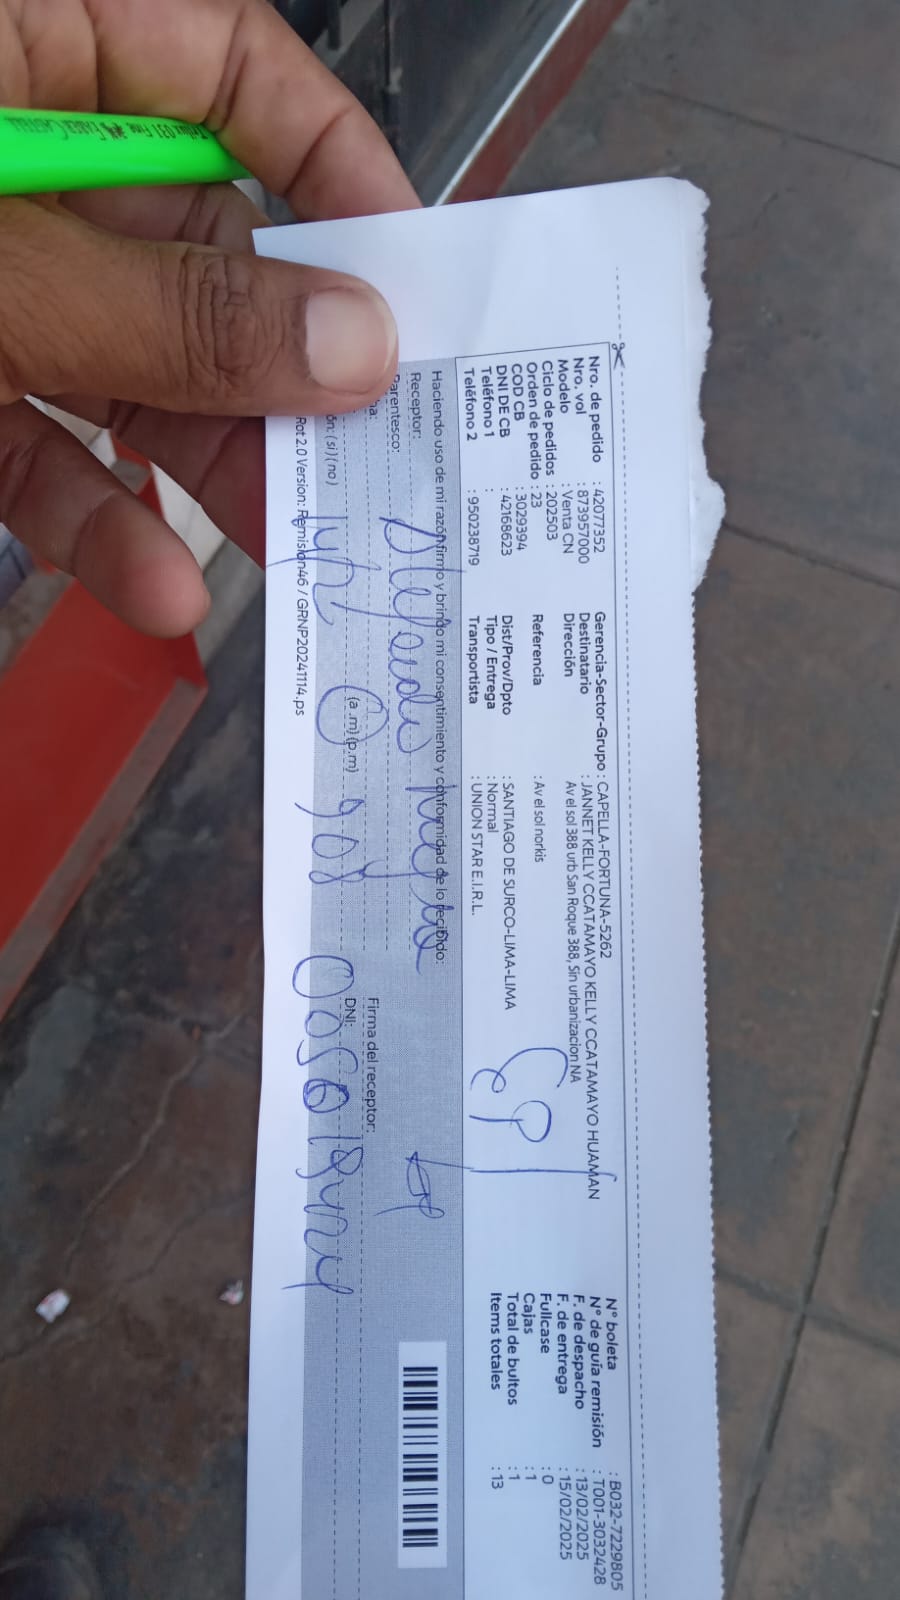 Nro. de pedido : 42077352
Nro. vol : 873957000
Modelo : Venta CN
Ciclo de pedidos : 202503
Orden de pedido : 23
COD CB : 3029394
DNI DE CB : 42168623
Teléfono 1 :
Teléfono 2 : 950238719
Gerencia-Sector-Grupo : CAPELLA-FORTUNA-5262
Destinatario : JANNET KELLY CCATAMAYO KELLY CCATAMAYO HUAMAN
Dirección Av el sol 388 urb San Roque 388, Sin urbanizacion NA
Referencia : Av el sol norkis
Dist/Prov/Dpto : SANTIAGO DE SURCO-LIMA-LIMA
Tipo / Entrega : Normal
Transportista : UNION STAR E.I.R.L.
N° boleta : B032-7229805
N° de guía remisión : T001-3032428
F. de despacho : 13/02/2025
F. de entrega : 15/02/2025
Fullcase : 0
Cajas : 1
Total de bultos : 1
Items totales : 13
Haciendo uso de mi razón firmo y brindo mi consentimiento y conformidad de lo recibido:
Receptor:
Parentesco:
Firma del receptor:
(a .m) (p.m)
DNI:
(si) (no)
Rot 2.0 Version: Remision46 / GRNP20241114.ps